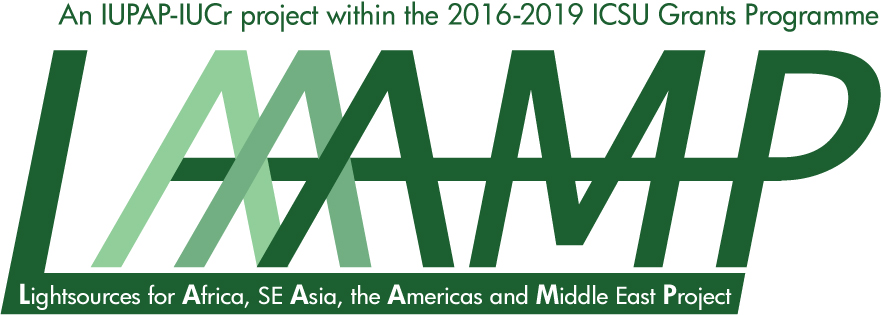 An IUPAP-IUCr project within the 2016-2019 ICSU Grants Programme
LAAAMP
Lightsources for Africa, SE Asia, the Americas and Middle East Project